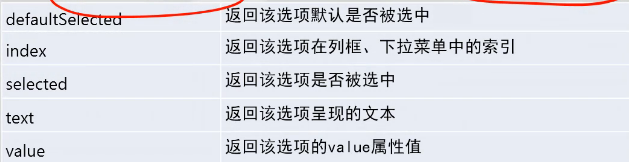 defaultSelected 返回该选项默认是否被选中
index 返回该选项在列框、下拉菜单中的索引
selected 返回该选项是否被选中
text 返回该选项呈现的文本
value 返回该选项的value属性值